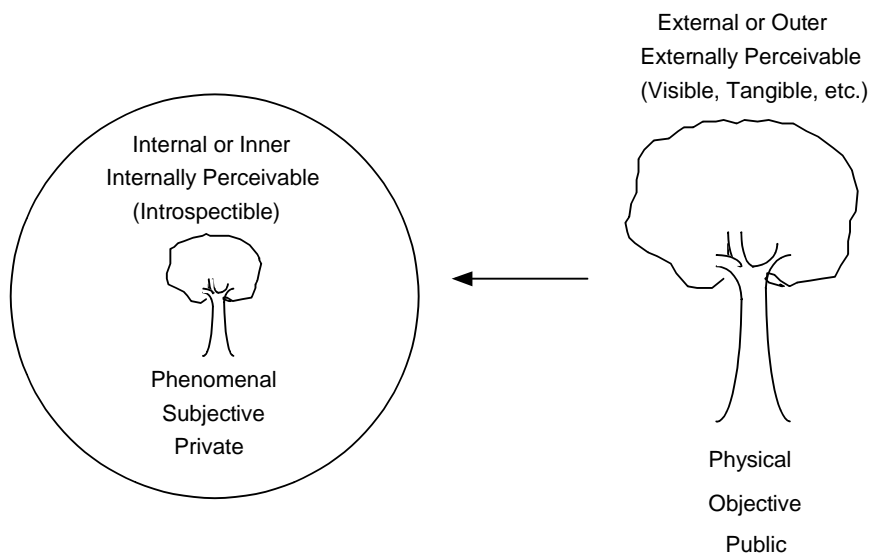 External or Outer
Externally Perceivable
(Visible, Tangible, etc.)
Internal or Inner
Internally Perceivable
(Introspectible)
Phenomenal
Subjective
Private
Physical
Objective
Public